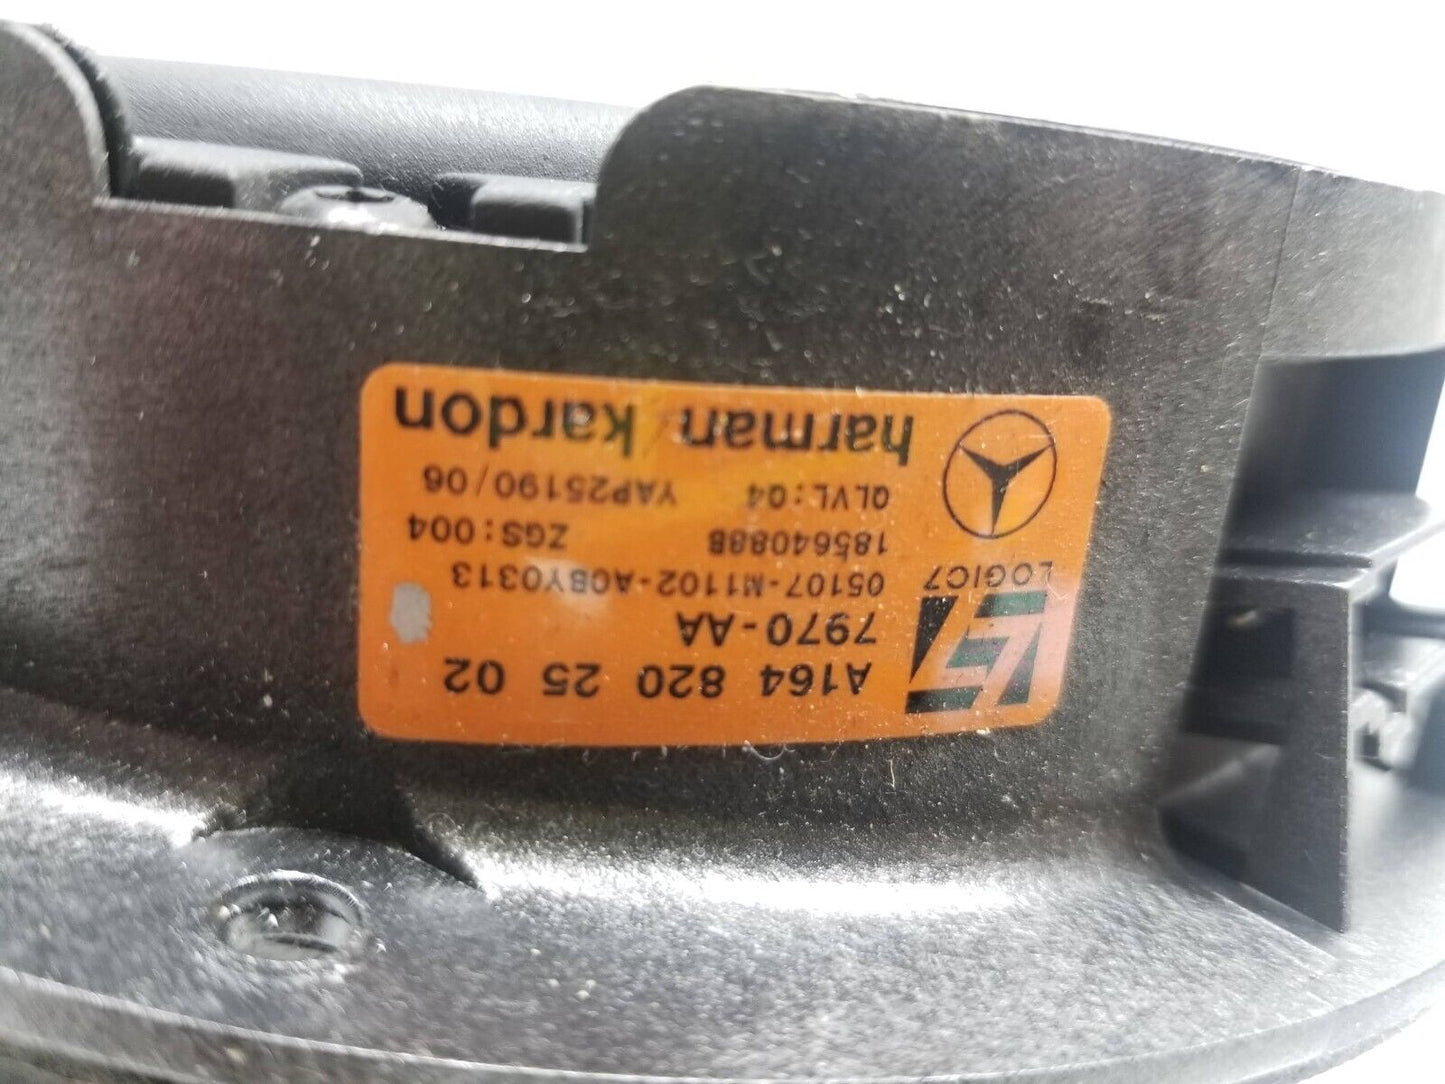 A164 820 25 02
7970-AA
05107-M1102-A0BY0313
18564088B ZGS:004
QLVL:04 YAP25190/06
harman kardon
L7
LOGIC7